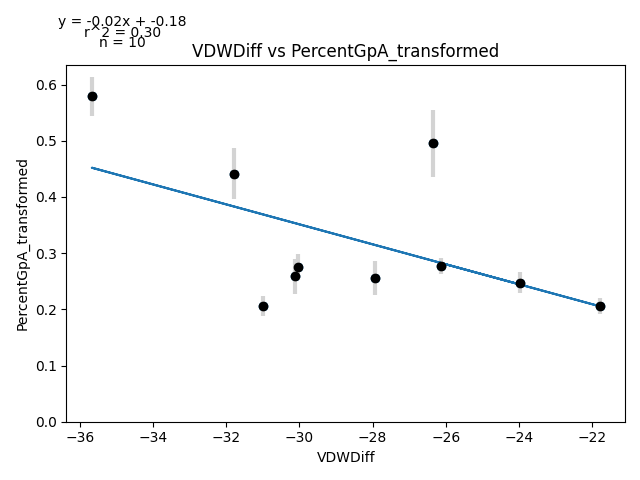 y = -0.02x + -0.18
r^2 = 0.30
n = 10
VDWDiff vs PercentGpA_transformed
PercentGpA_transformed
0.6
0.5
0.4
0.3
0.2
0.1
0.0
−36 −34 −32 −30 −28 −26 −24 −22
VDWDiff